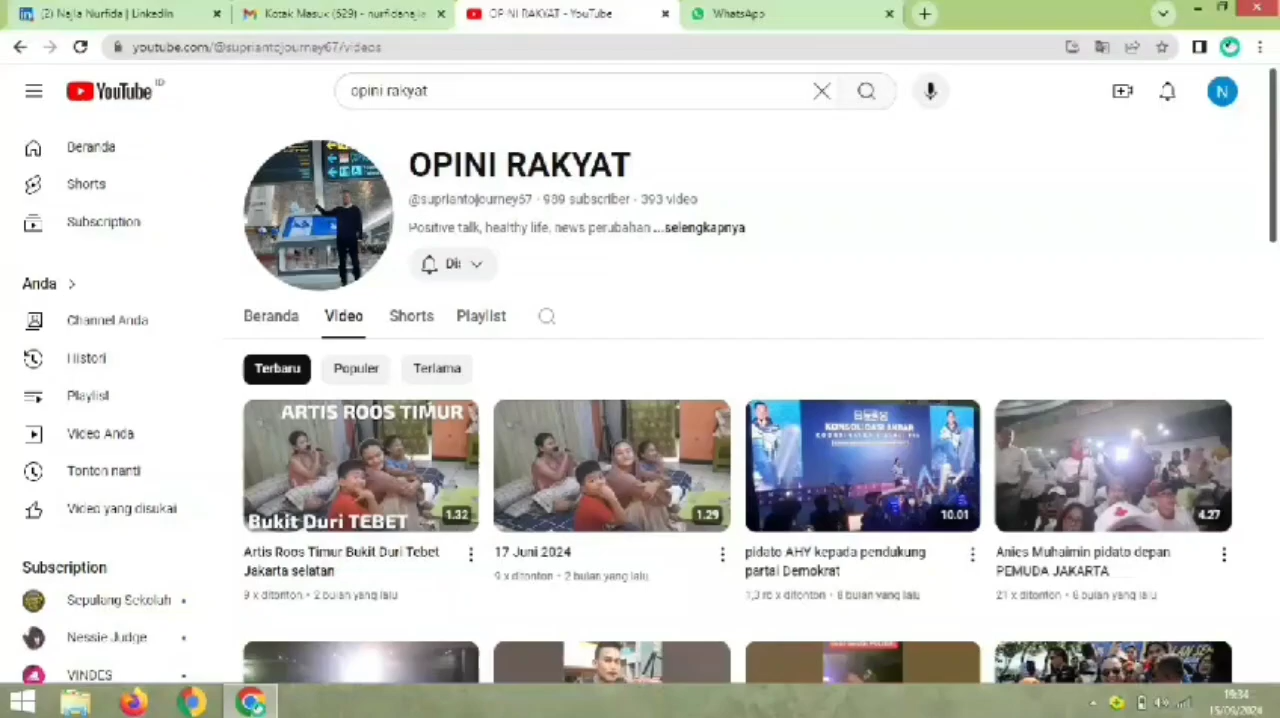 (2) Najla Nurfida | LinkedIn
Kotak Masuk (629) - nurfidanajla
OPINI RAKYAT - YouTube
WhatsApp
youtube.com/@supriantojourney67/videos
YouTube ID
opini rakyat
N
Beranda
Shorts
Subscription
Anda
Channel Anda
Histori
Playlist
Video Anda
Tonton nanti
Video yang disukai
Subscription
Sepulang Sekolah
Nessie Judge
VINDES
OPINI RAKYAT
@supriantojourney67 · 989 subscriber · 393 video
Positive talk, healthy life, news perubahan ...selengkapnya
Beranda
Video
Shorts
Playlist
Terbaru
Populer
Terlama
ARTIS ROOS TIMUR
Bukit Duri TEBET
1.32
Artis Roos Timur Bukit Duri Tebet
Jakarta selatan
9 x ditonton · 2 bulan yang lalu
1.29
17 Juni 2024
9 x ditonton · 2 bulan yang lalu
10.01
pidato AHY kepada pendukung
partai Demokrat
1,3 rb x ditonton · 8 bulan yang lalu
4.27
Anies Muhaimin pidato depan
PEMUDA JAKARTA
21 x ditonton · 8 bulan yang lalu
19:34
15/09/2024